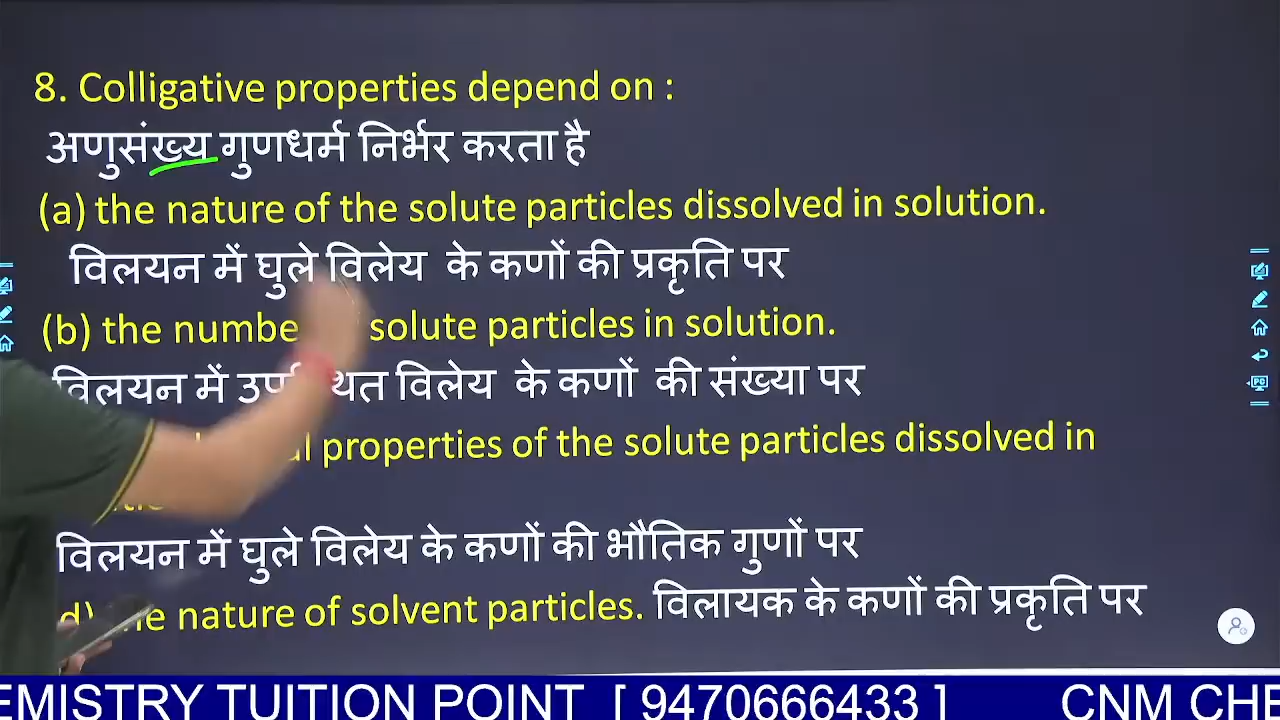 8. Colligative properties depend on :
अणुसंख्य गुणधर्म निर्भर करता है
(a) the nature of the solute particles dissolved in solution.
विलयन में घुले विलेय के कणों की प्रकृति पर
(b) the numbe solute particles in solution.
विलयन में विलेय के कणों की संख्या पर
properties of the solute particles dissolved in
विलयन में घुले विलेय के कणों की भौतिक गुणों पर
d) nature of solvent particles. विलायक के कणों की प्रकृति पर
EMISTRY TUITION POINT [ 9470666433 ] CNM CHE